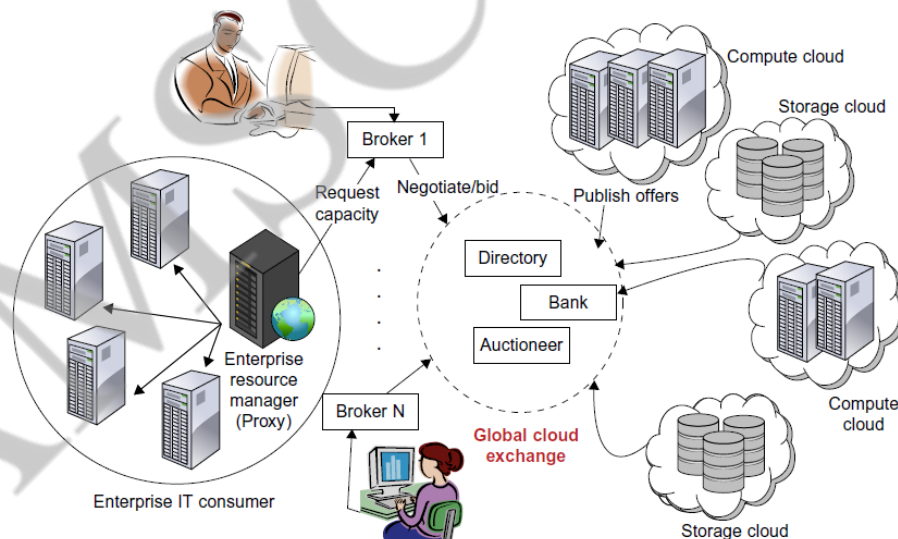 Compute cloud
Storage cloud
Broker 1
Request
capacity
Negotiate/bid
Publish offers
Directory
Bank
Auctioneer
Enterprise
resource
manager
(Proxy)
Broker N
Global cloud
exchange
Compute
cloud
Enterprise IT consumer
Storage cloud